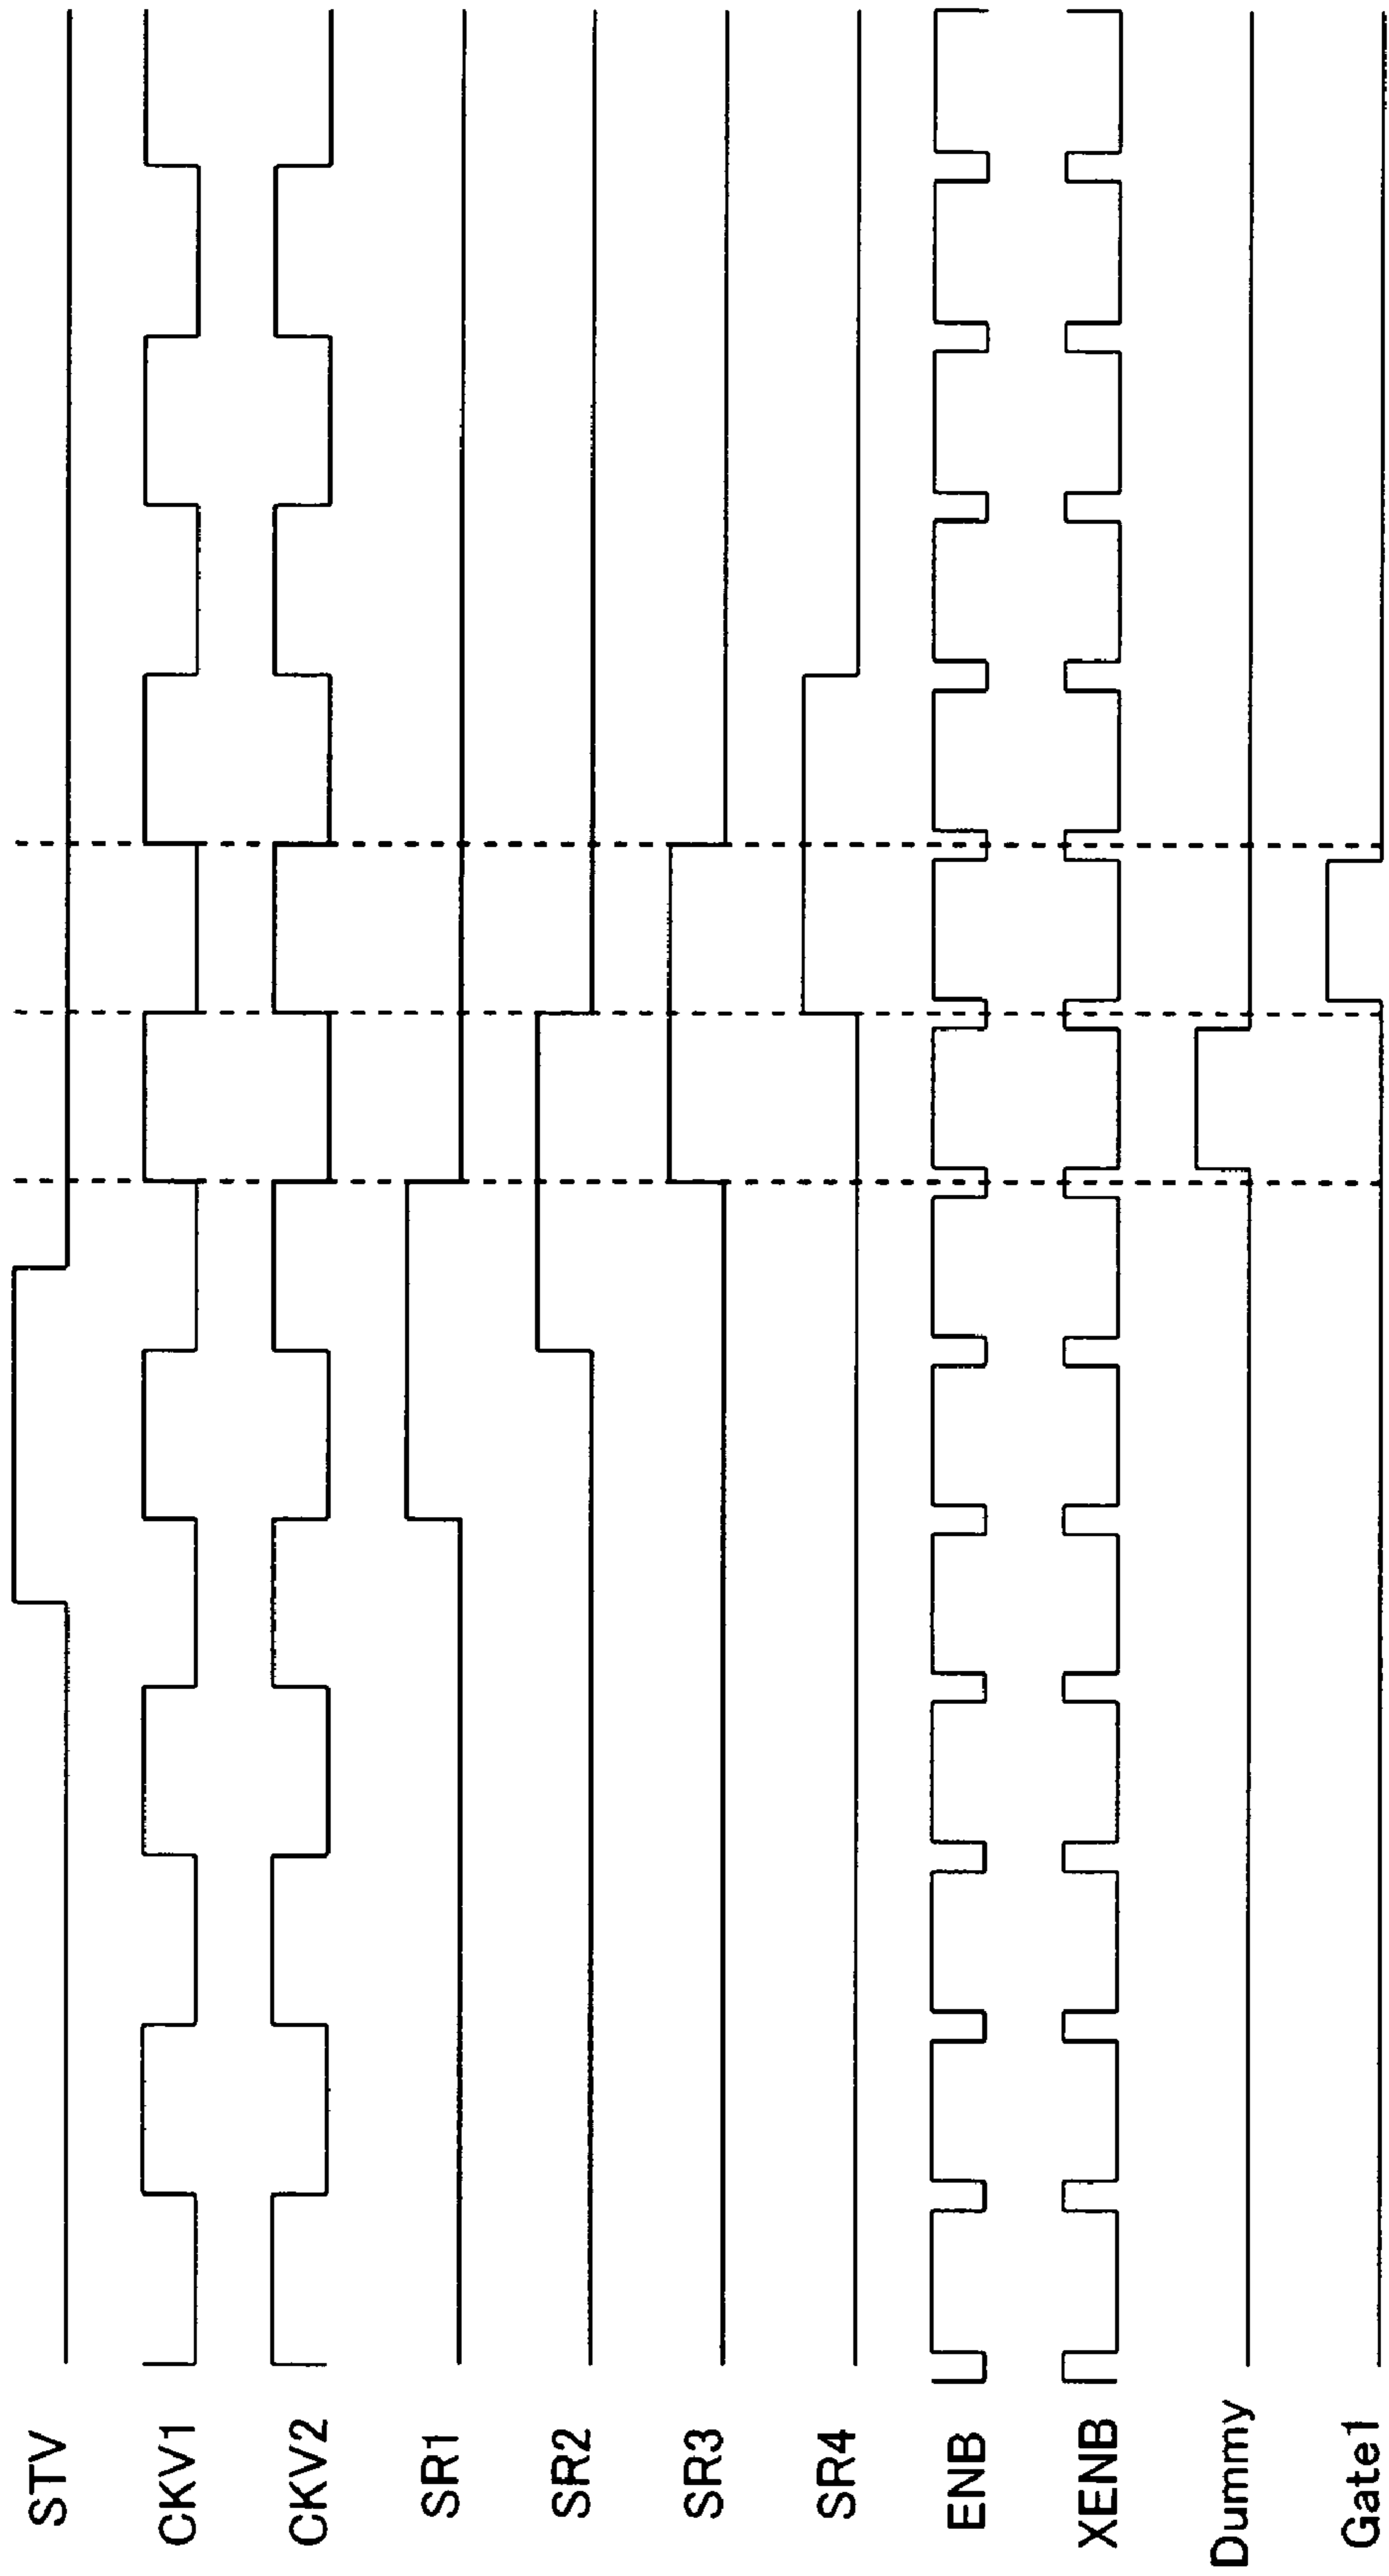 STV
CKV1
CKV2
SR1
SR2
SR3
SR4
ENB
XENB
Dummy
Gate1